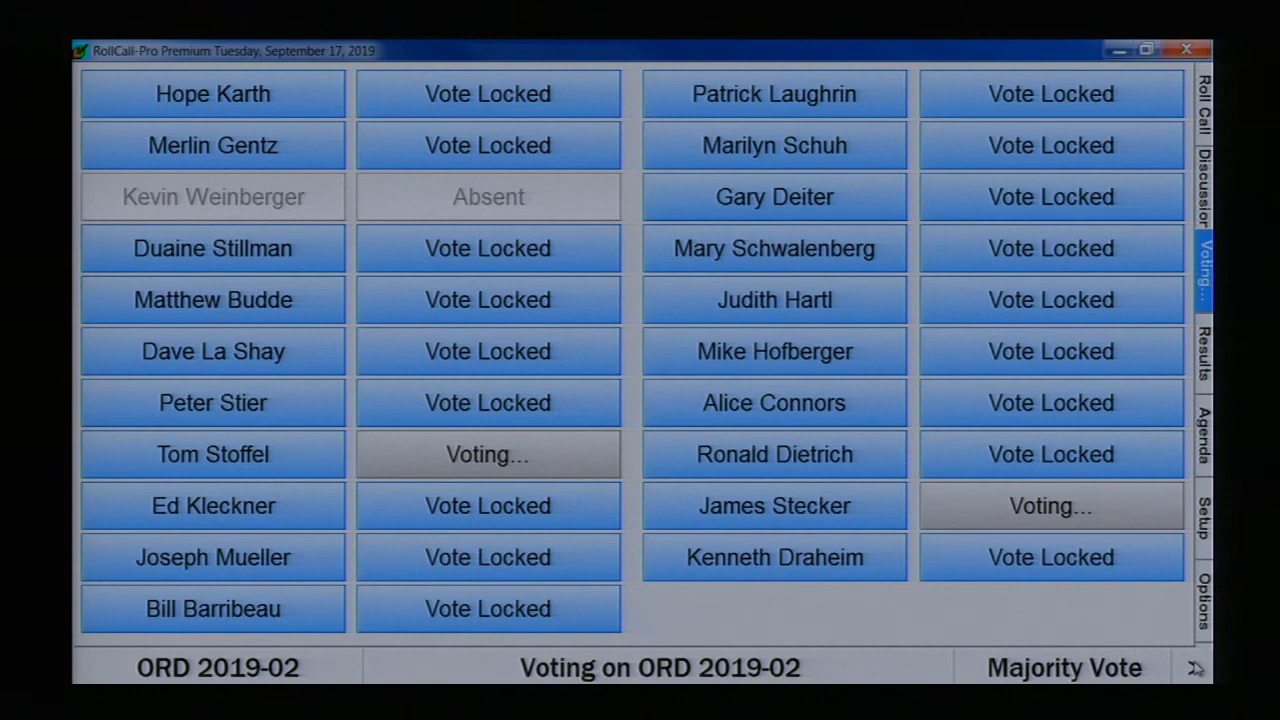 RollCall-Pro Premium Tuesday, September 17, 2019
Hope Karth Vote Locked Patrick Laughrin Vote Locked
Merlin Gentz Vote Locked Marilyn Schuh Vote Locked
Kevin Weinberger Absent Gary Deiter Vote Locked
Duaine Stillman Vote Locked Mary Schwalenberg Vote Locked
Matthew Budde Vote Locked Judith Hartl Vote Locked
Dave La Shay Vote Locked Mike Hofberger Vote Locked
Peter Stier Vote Locked Alice Connors Vote Locked
Tom Stoffel Voting... Ronald Dietrich Vote Locked
Ed Kleckner Vote Locked James Stecker Voting...
Joseph Mueller Vote Locked Kenneth Draheim Vote Locked
Bill Barribeau Vote Locked
Roll Call
Discussion
Voting...
Results
Agenda
Setup
Options
ORD 2019-02 Voting on ORD 2019-02 Majority Vote